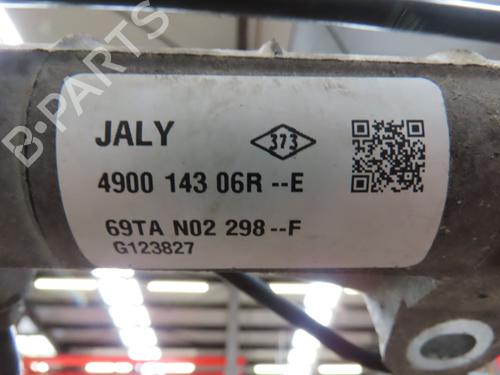 B-PARTS
JALY 373
4900 143 06R --E
69TA N02 298--F
G123827